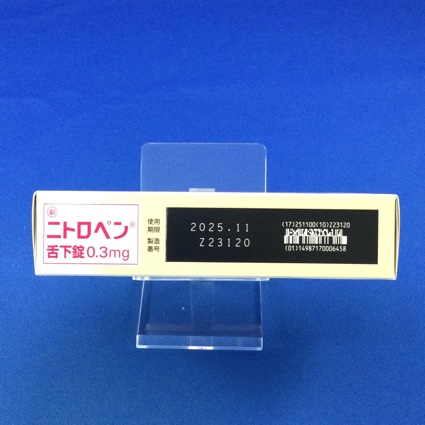 劇
ニトロペン®
舌下錠0.3mg
使用
期限
2025.11
製造
番号
Z23120
(17)251100(10)Z23120
(01)14987170006458